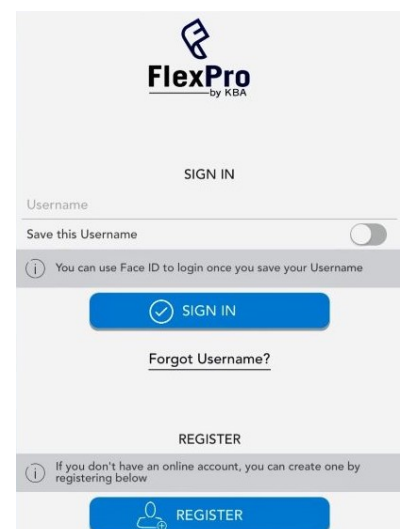 FlexPro
by KBA
SIGN IN
Username
Save this Username
You can use Face ID to login once you save your Username
SIGN IN
Forgot Username?
REGISTER
If you don't have an online account, you can create one by
registering below
REGISTER